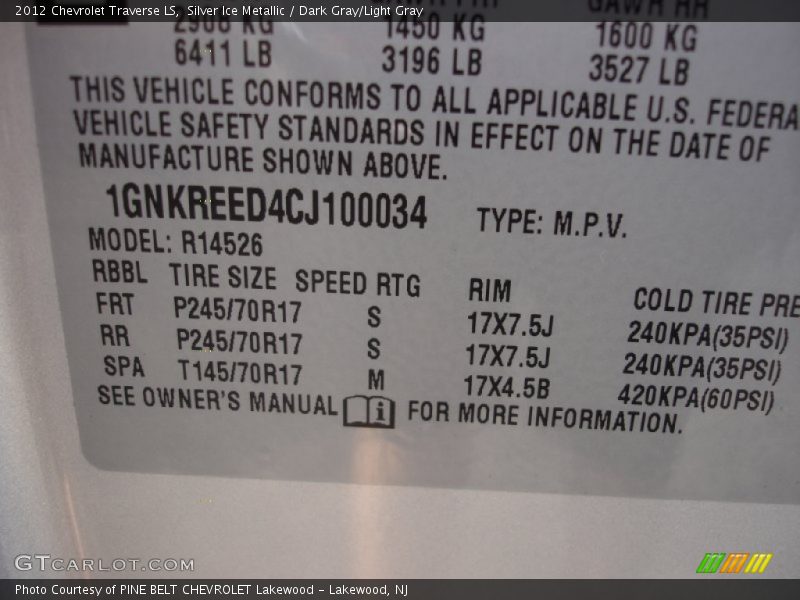 2012 Chevrolet Traverse LS, Silver Ice Metallic / Dark Gray/Light Gray
2908 KG 1450 KG 1600 KG
6411 LB 3196 LB 3527 LB
THIS VEHICLE CONFORMS TO ALL APPLICABLE U.S. FEDERA
VEHICLE SAFETY STANDARDS IN EFFECT ON THE DATE OF
MANUFACTURE SHOWN ABOVE.
1GNKREED4CJ100034 TYPE: M.P.V.
MODEL: R14526
RBBL TIRE SIZE SPEED RTG RIM COLD TIRE PRE
FRT P245/70R17 S 17X7.5J 240KPA(35PSI)
RR P245/70R17 S 17X7.5J 240KPA(35PSI)
SPA T145/70R17 M 17X4.5B 420KPA(60PSI)
SEE OWNER'S MANUAL i FOR MORE INFORMATION.
GTCARLOT.COM
Photo Courtesy of PINE BELT CHEVROLET Lakewood - Lakewood, NJ